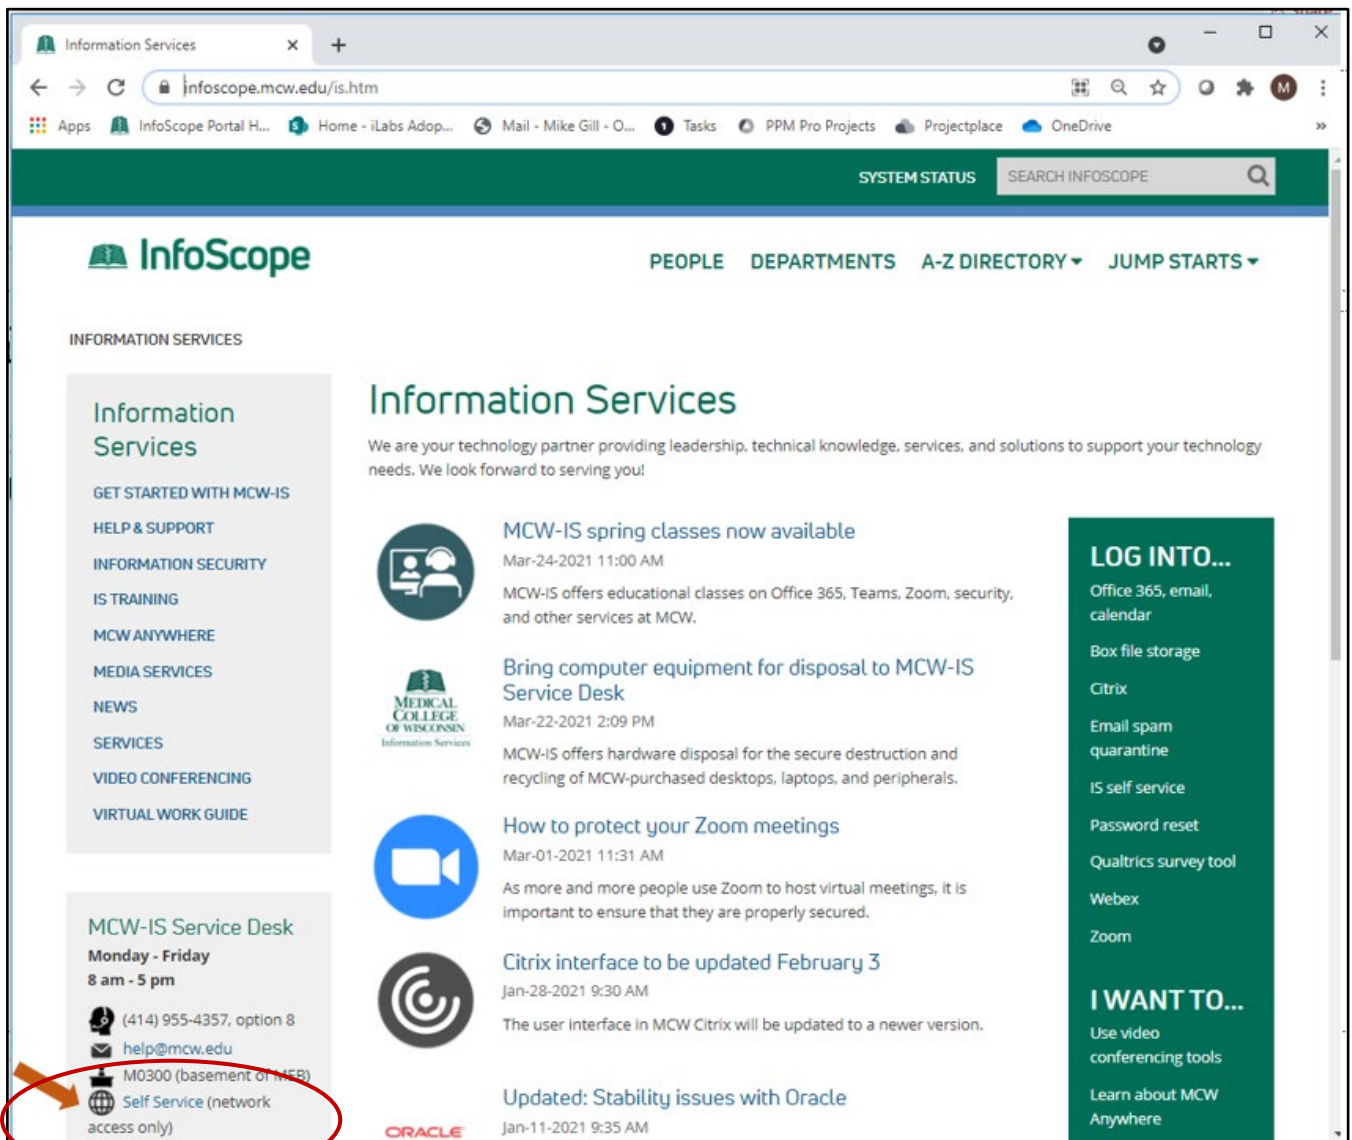 Information Services
infoscope.mcw.edu/is.htm
M
Apps InfoScope Portal H... Home - iLabs Adop... Mail - Mike Gill - O... Tasks PPM Pro Projects Projectplace OneDrive »
SYSTEM STATUS SEARCH INFOSCOPE
InfoScope
PEOPLE DEPARTMENTS A-Z DIRECTORY JUMP STARTS
INFORMATION SERVICES
Information
Services
GET STARTED WITH MCW-IS
HELP & SUPPORT
INFORMATION SECURITY
IS TRAINING
MCW ANYWHERE
MEDIA SERVICES
NEWS
SERVICES
VIDEO CONFERENCING
VIRTUAL WORK GUIDE
MCW-IS Service Desk
Monday - Friday
8 am - 5 pm
(414) 955-4357, option 8
help@mcw.edu
M0300 (basement of MEB)
Self Service (network
access only)
Information Services
We are your technology partner providing leadership, technical knowledge, services, and solutions to support your technology
needs. We look forward to serving you!
MCW-IS spring classes now available
Mar-24-2021 11:00 AM
MCW-IS offers educational classes on Office 365, Teams, Zoom, security,
and other services at MCW.
MEDICAL
COLLEGE
OF WISCONSIN
Information Services
Bring computer equipment for disposal to MCW-IS
Service Desk
Mar-22-2021 2:09 PM
MCW-IS offers hardware disposal for the secure destruction and
recycling of MCW-purchased desktops, laptops, and peripherals.
How to protect your Zoom meetings
Mar-01-2021 11:31 AM
As more and more people use Zoom to host virtual meetings, it is
important to ensure that they are properly secured.
Citrix interface to be updated February 3
Jan-28-2021 9:30 AM
The user interface in MCW Citrix will be updated to a newer version.
ORACLE
Updated: Stability issues with Oracle
Jan-11-2021 9:35 AM
LOG INTO...
Office 365, email,
calendar
Box file storage
Citrix
Email spam
quarantine
IS self service
Password reset
Qualtrics survey tool
Webex
Zoom
I WANT TO...
Use video
conferencing tools
Learn about MCW
Anywhere